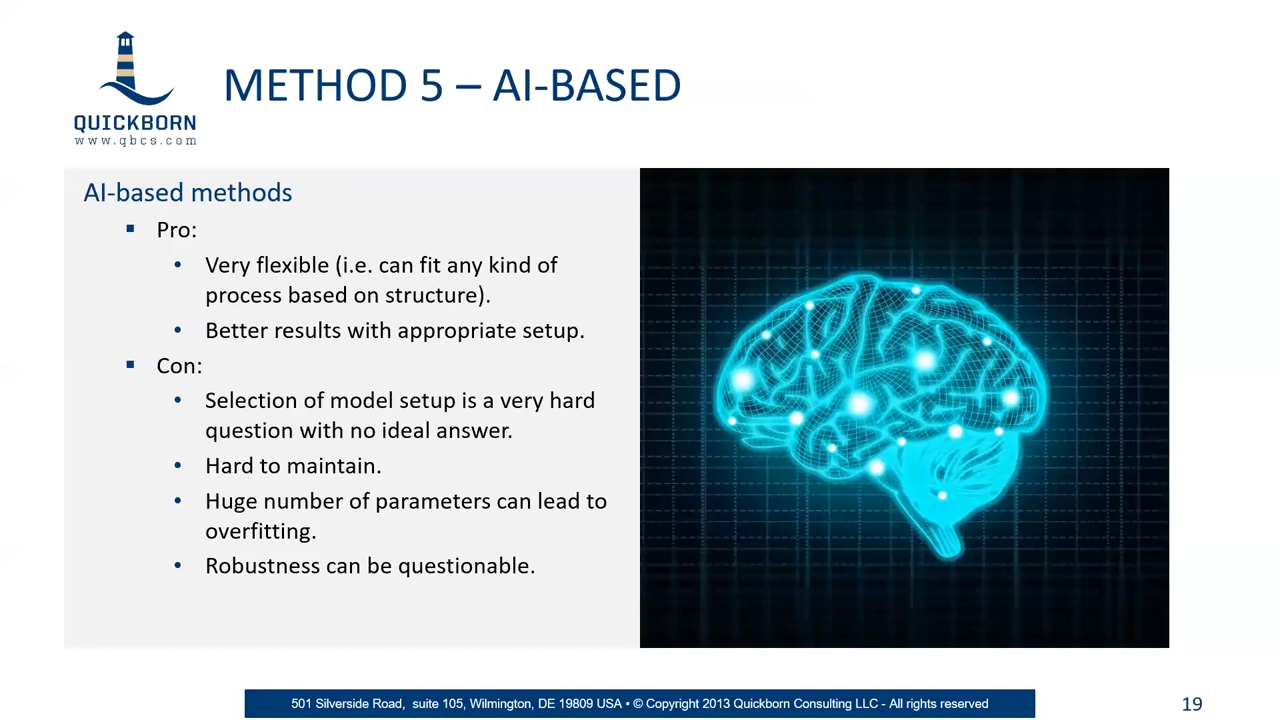 METHOD 5 – AI-BASED
QUICKBORN
www.qbcs.com
AI-based methods
▪ Pro:
• Very flexible (i.e. can fit any kind of
process based on structure).
• Better results with appropriate setup.
▪ Con:
• Selection of model setup is a very hard
question with no ideal answer.
• Hard to maintain.
• Huge number of parameters can lead to
overfitting.
• Robustness can be questionable.
501 Silverside Road, suite 105, Wilmington, DE 19809 USA • © Copyright 2013 Quickborn Consulting LLC - All rights reserved
19